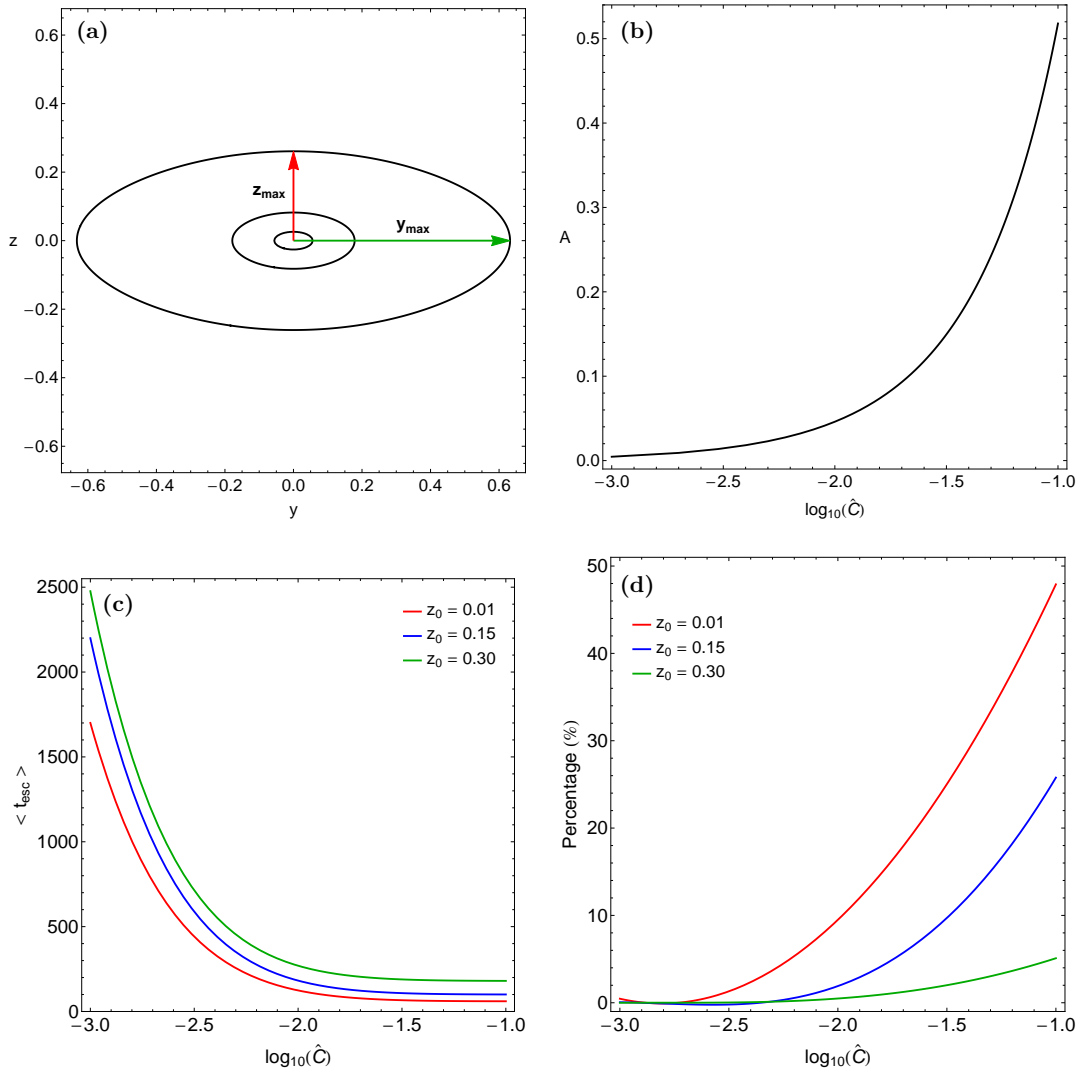 (a)
0.6
0.4
0.2
0.0
−0.2
−0.4
−0.6
z
z_max
y_max
−0.6 −0.4 −0.2 0.0 0.2 0.4 0.6
y
(b)
0.5
0.4
0.3
0.2
0.1
0.0
A
−3.0 −2.5 −2.0 −1.5 −1.0
log₁₀(Ĉ)
(c)
2500
2000
1500
1000
500
0
< t_esc >
z₀ = 0.01
z₀ = 0.15
z₀ = 0.30
−3.0 −2.5 −2.0 −1.5 −1.0
log₁₀(Ĉ)
(d)
50
40
30
20
10
0
Percentage (%)
z₀ = 0.01
z₀ = 0.15
z₀ = 0.30
−3.0 −2.5 −2.0 −1.5 −1.0
log₁₀(Ĉ)